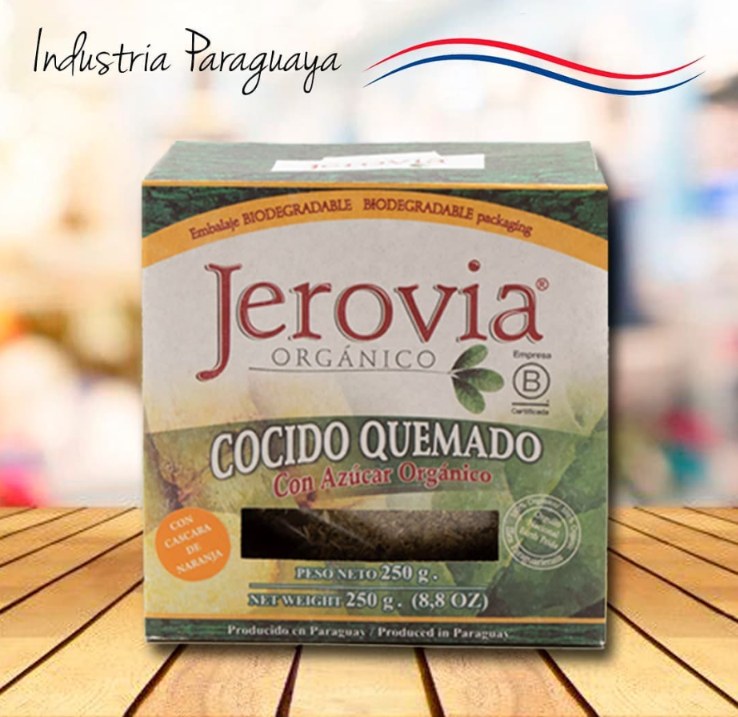 Industria Paraguaya
Jerovia
Embalaje BIODEGRADABLE BIODEGRADABLE packaging
Jerovia®
ORGÁNICO
Empresa
B
Certificada
COCIDO QUEMADO
Con Azúcar Orgánico
CON
CASCARA
DE
NARANJA
PESO NETO 250 g.
NET WEIGHT 250 g. (8,8 OZ)
Producido en Paraguay / Produced in Paraguay